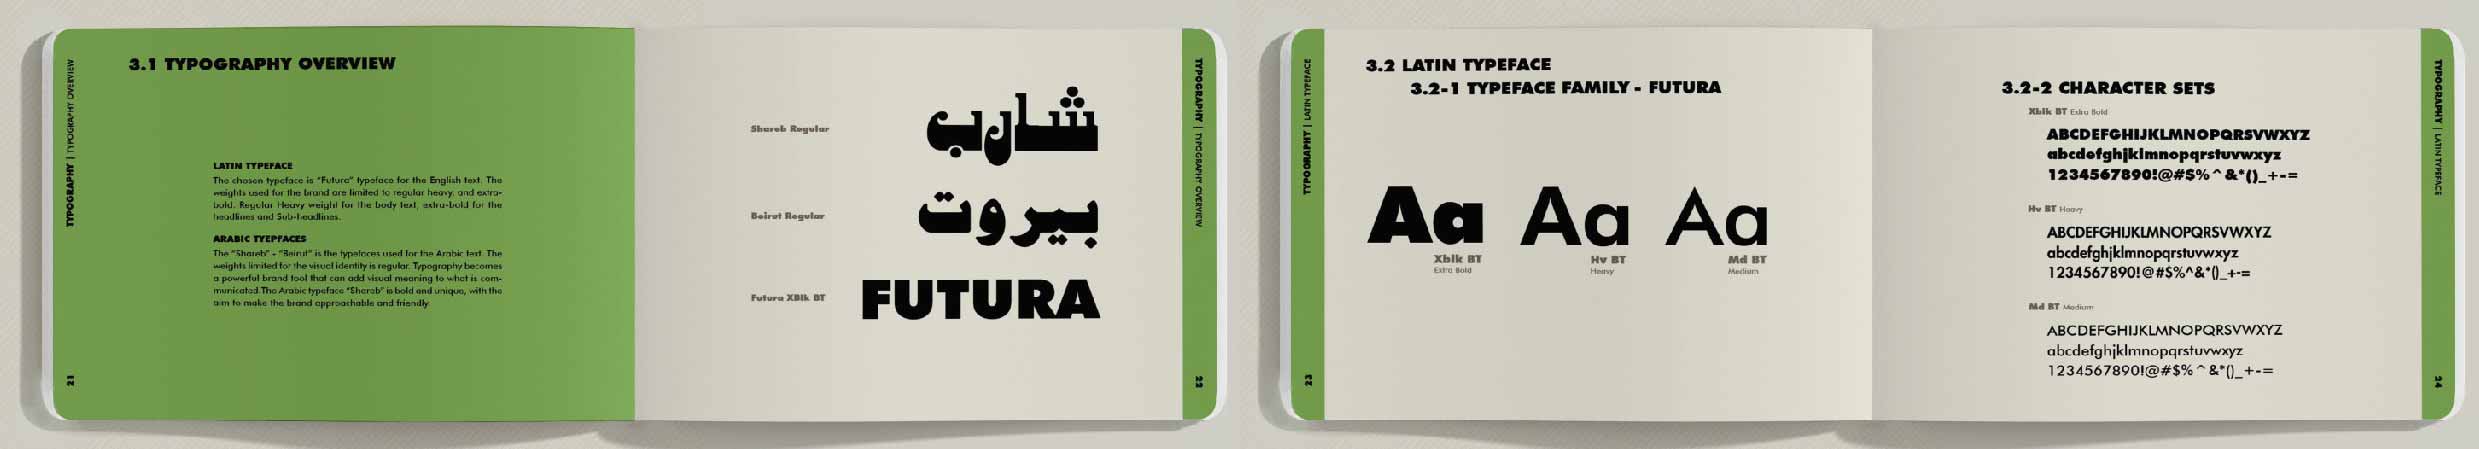 TYPOGRAPHY | TYPOGRAPHY OVERVIEW
3.1 TYPOGRAPHY OVERVIEW
LATIN TYPEFACE
The chosen typeface is "Futura" typeface for the English text. The
weights used for the brand are limited to regular heavy, and extra-
bold. Regular Heavy weight for the body text, extra-bold for the
headlines and Sub-headlines.
ARABIC TYEPFACES
The "Shareb" + "Beirut" is the typefaces used for the Arabic text. The
weights limited for the visual identity is regular. Typography becomes
a powerful brand tool that can add visual meaning to what is com-
municated.The Arabic typeface "Shareb" is bold and unique, with the
aim to make the brand approachable and friendly.
21
Shareb Regular
شارب
Beirut Regular
بيروت
Futura XBlk BT
FUTURA
TYPOGRAPHY | TYPOGRAPHY OVERVIEW
22
TYPOGRAPHY | LATIN TYPEFACE
3.2 LATIN TYPEFACE
3.2-1 TYPEFACE FAMILY - FUTURA
Aa Aa Aa
Xblk BT Hv BT Md BT
Extra Bold Heavy Medium
23
3.2-2 CHARACTER SETS
Xblk BT Extra Bold
ABCDEFGHIJKLMNOPQRSVWXYZ
abcdefghjklmnopqrstuvwxyz
1234567890!@#$%^&*()_+-=
Hv BT Heavy
ABCDEFGHIJKLMNOPQRSVWXYZ
abcdefghjklmnopqrstuvwxyz
1234567890!@#$%^&*()_+-=
Md BT Medium
ABCDEFGHIJKLMNOPQRSVWXYZ
abcdefghjklmnopqrstuvwxyz
1234567890!@#$%^&*()_+-=
TYPOGRAPHY | LATIN TYPEFACE
24